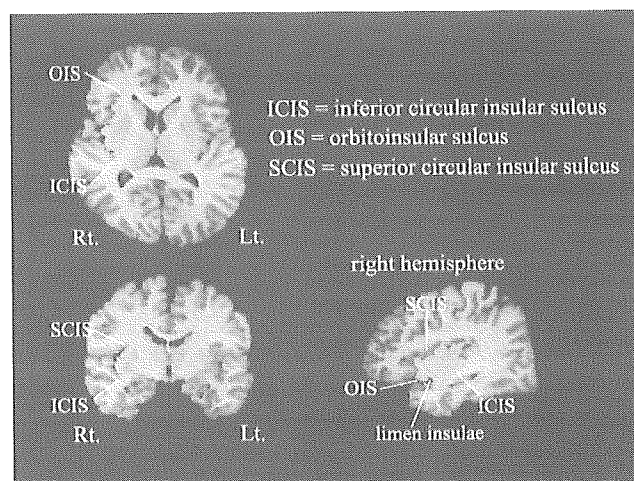 OIS
ICIS = inferior circular insular sulcus
OIS = orbitoinsular sulcus
SCIS = superior circular insular sulcus
ICIS
Rt.
Lt.
right hemisphere
SCIS
SCIS
OIS
ICIS
ICIS
limen insulae
Rt.
Lt.